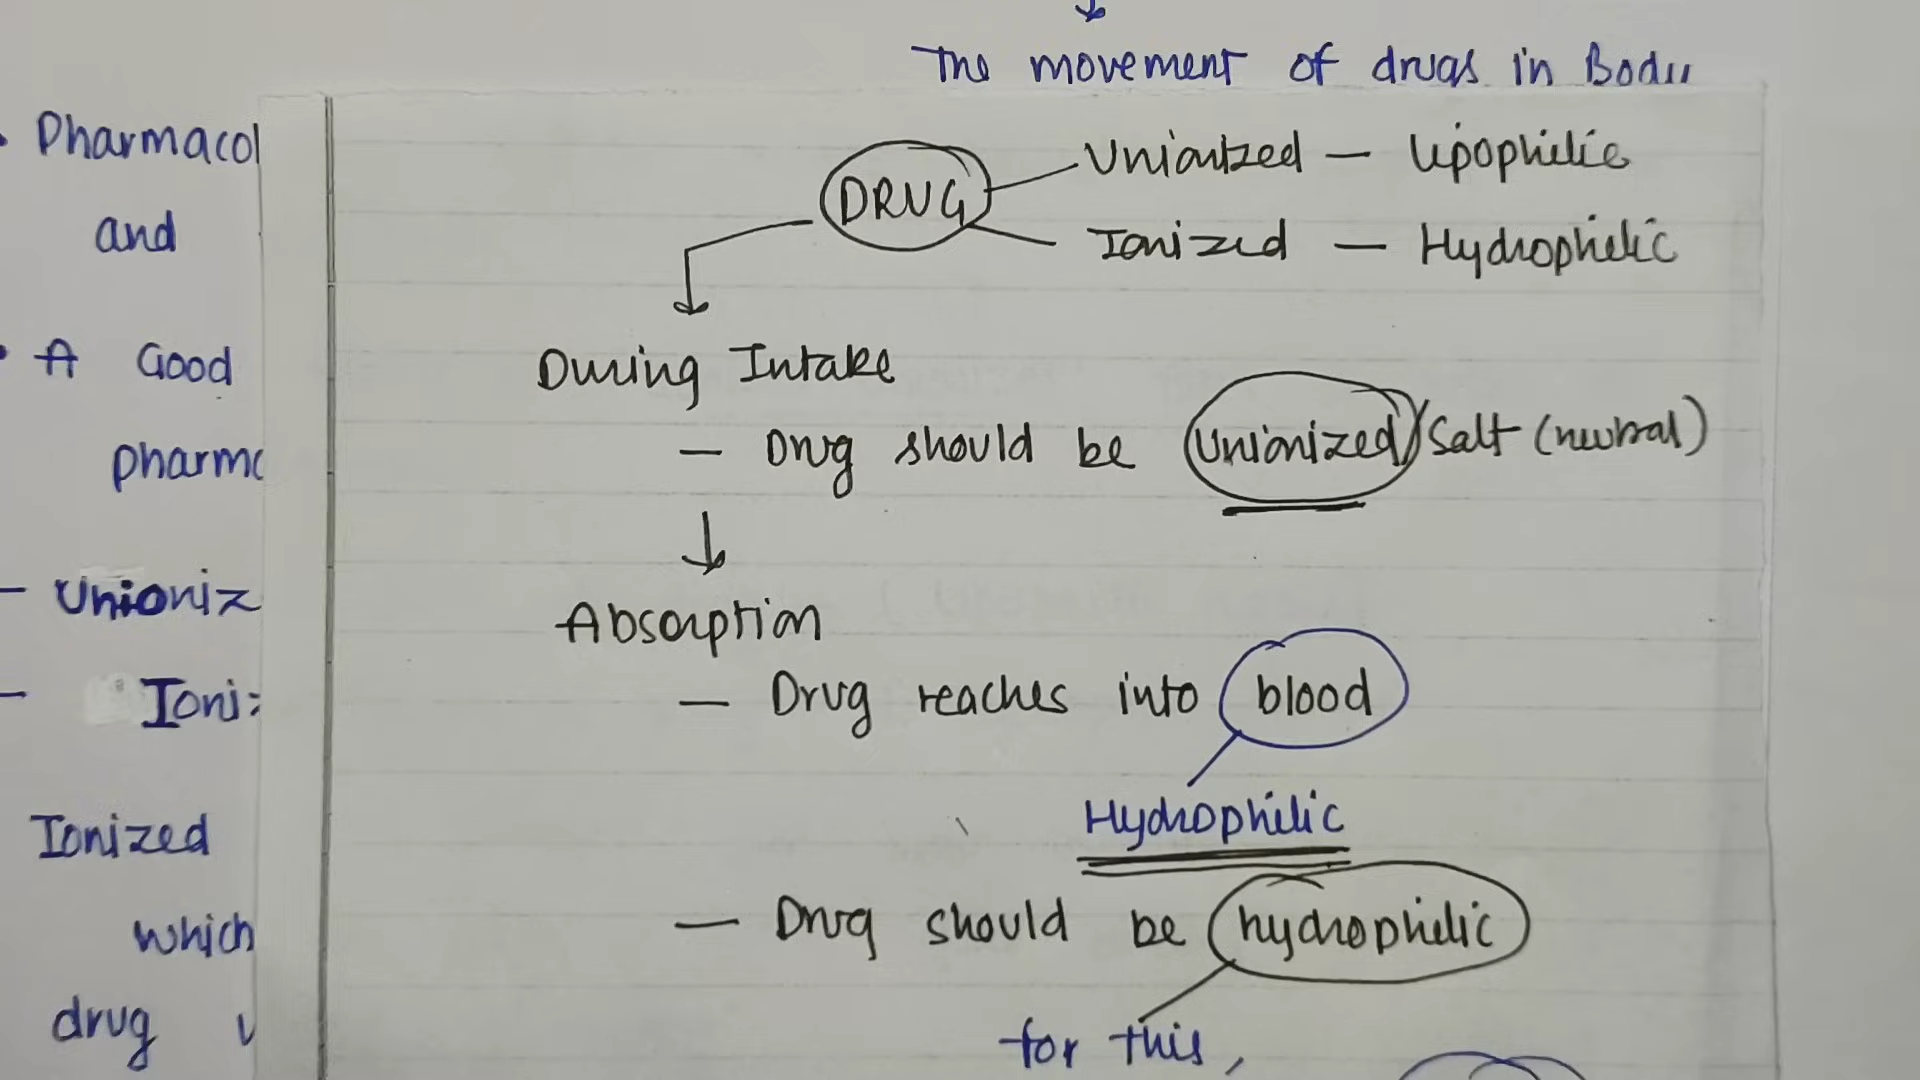 The movement of drugs in Body
Pharmacol
and
A Good
pharma
- Unioniz
- Ioni
Ionized
which
drug
DRUG
Unionized - lipophilic
Ionized - Hydrophilic
During Intake
- Drug should be Unionized/Salt (neutral)
Absorption
- Drug reaches into blood
Hydrophilic
- Drug should be hydrophilic
for this,